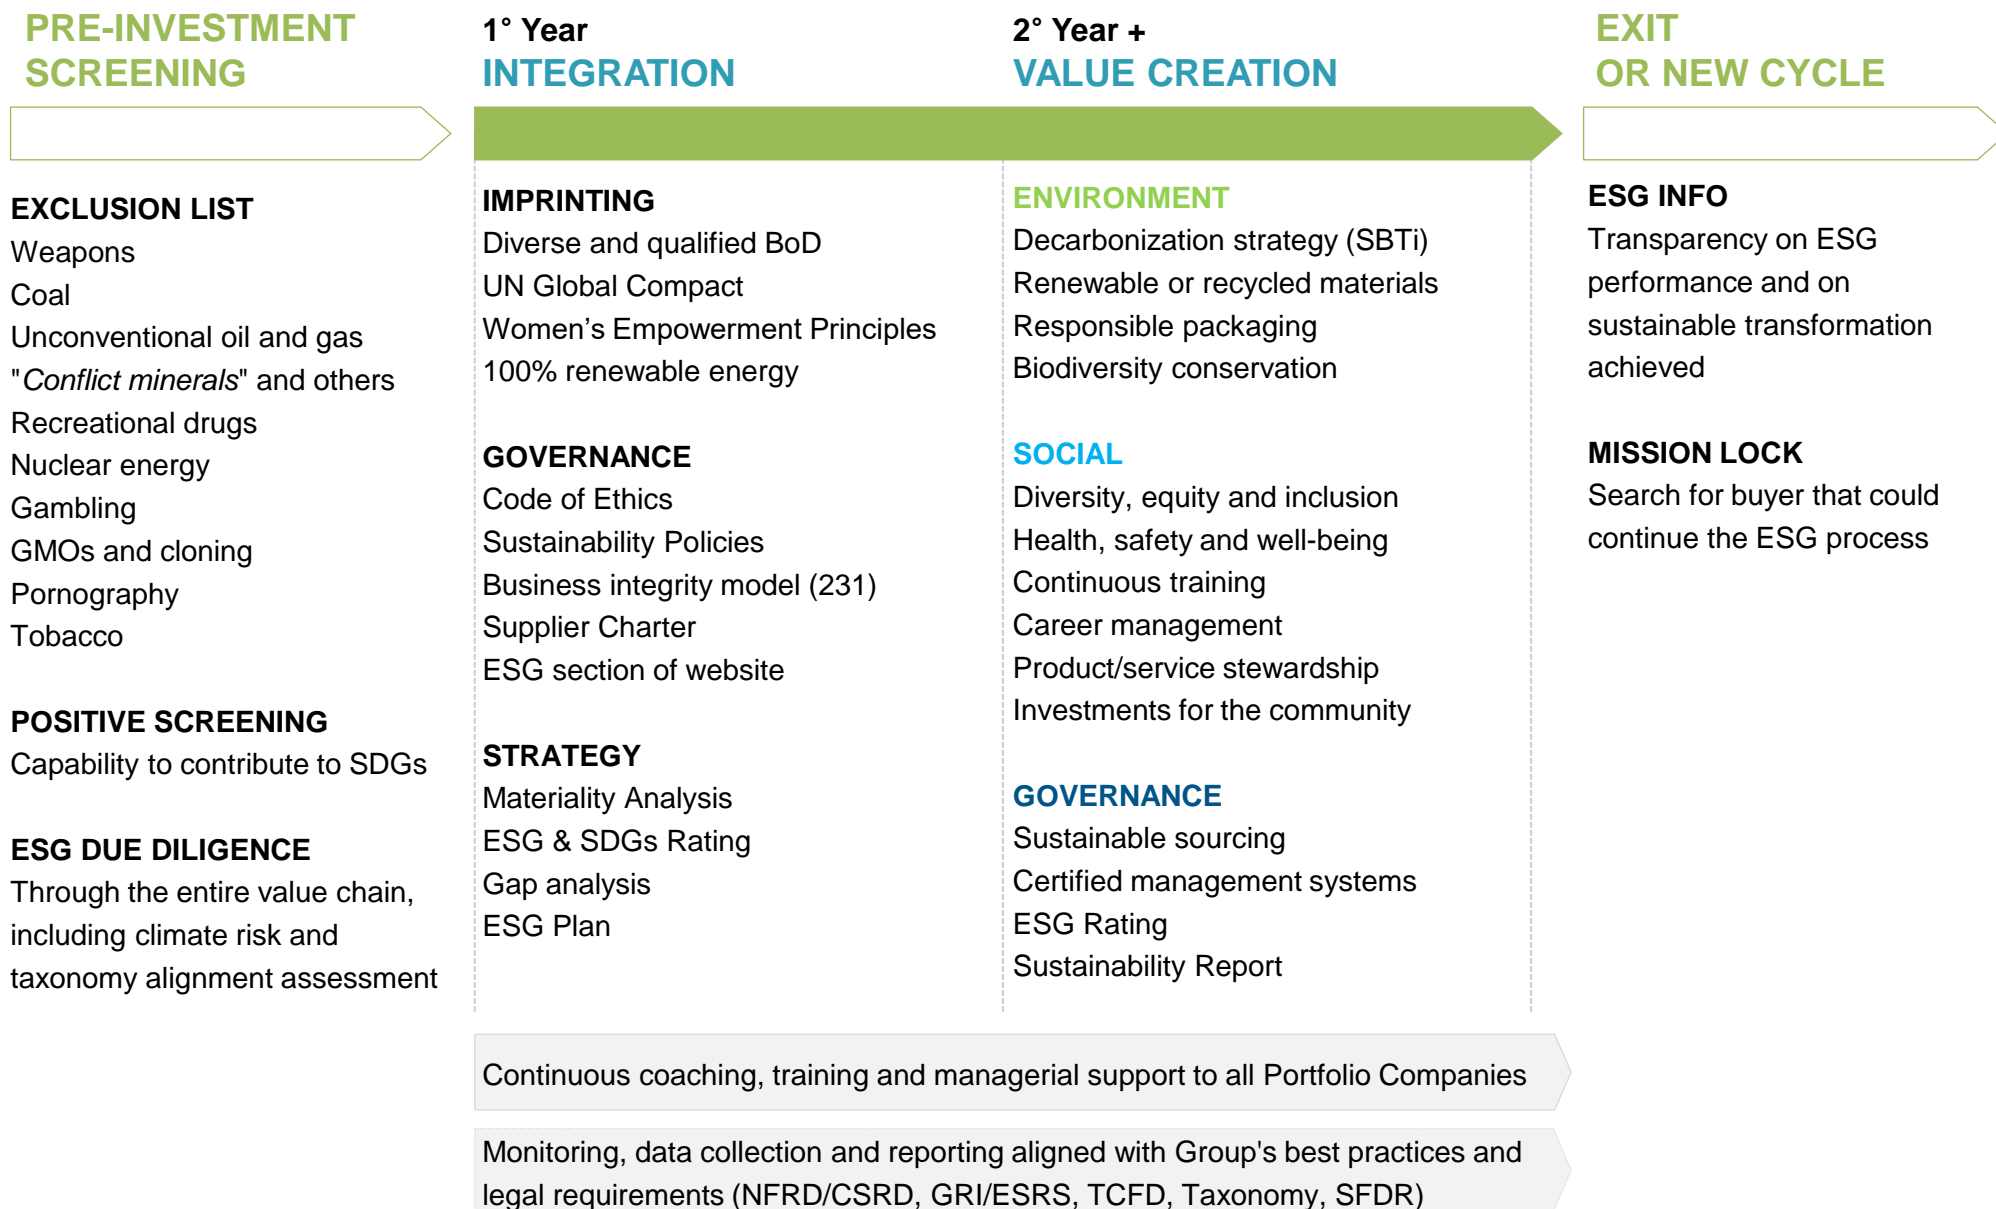 PRE-INVESTMENT
SCREENING
EXCLUSION LIST
Weapons
Coal
Unconventional oil and gas
"Conflict minerals" and others
Recreational drugs
Nuclear energy
Gambling
GMOs and cloning
Pornography
Tobacco
POSITIVE SCREENING
Capability to contribute to SDGs
ESG DUE DILIGENCE
Through the entire value chain,
including climate risk and
taxonomy alignment assessment
1° Year
INTEGRATION
IMPRINTING
Diverse and qualified BoD
UN Global Compact
Women’s Empowerment Principles
100% renewable energy
GOVERNANCE
Code of Ethics
Sustainability Policies
Business integrity model (231)
Supplier Charter
ESG section of website
STRATEGY
Materiality Analysis
ESG & SDGs Rating
Gap analysis
ESG Plan
2° Year +
VALUE CREATION
ENVIRONMENT
Decarbonization strategy (SBTi)
Renewable or recycled materials
Responsible packaging
Biodiversity conservation
SOCIAL
Diversity, equity and inclusion
Health, safety and well-being
Continuous training
Career management
Product/service stewardship
Investments for the community
GOVERNANCE
Sustainable sourcing
Certified management systems
ESG Rating
Sustainability Report
EXIT
OR NEW CYCLE
ESG INFO
Transparency on ESG
performance and on
sustainable transformation
achieved
MISSION LOCK
Search for buyer that could
continue the ESG process
Continuous coaching, training and managerial support to all Portfolio Companies
Monitoring, data collection and reporting aligned with Group's best practices and
legal requirements (NFRD/CSRD, GRI/ESRS, TCFD, Taxonomy, SFDR)